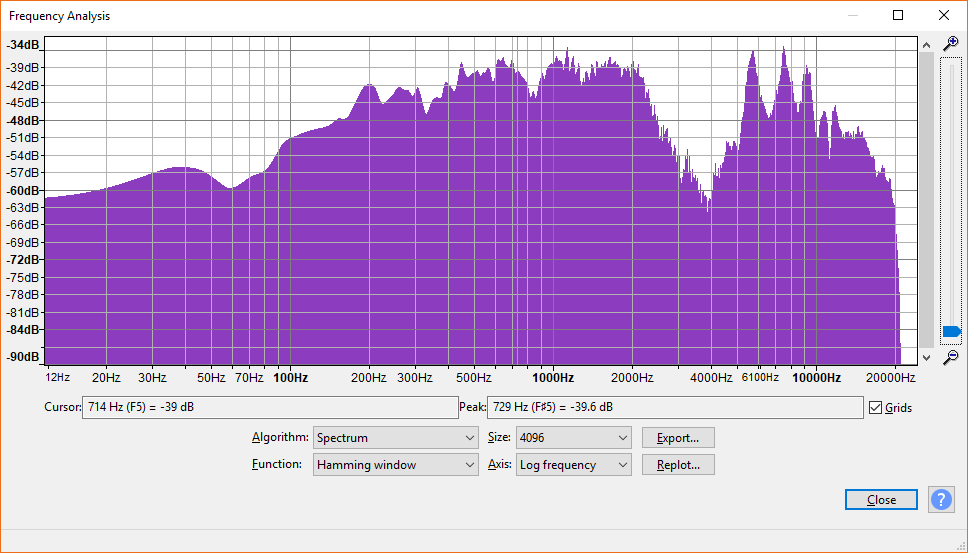 Frequency Analysis
-34dB
-39dB
-42dB
-45dB
-48dB
-51dB
-54dB
-57dB
-60dB
-63dB
-66dB
-69dB
-72dB
-75dB
-78dB
-81dB
-84dB
-90dB
12Hz 20Hz 30Hz 50Hz 70Hz 100Hz 200Hz 300Hz 500Hz 1000Hz 2000Hz 4000Hz 6100Hz 10000Hz 20000Hz
Cursor: 714 Hz (F5) = -39 dB Peak: 729 Hz (F♯5) = -39.6 dB Grids
Algorithm: Spectrum Size: 4096 Export...
Function: Hamming window Axis: Log frequency Replot...
Close ?